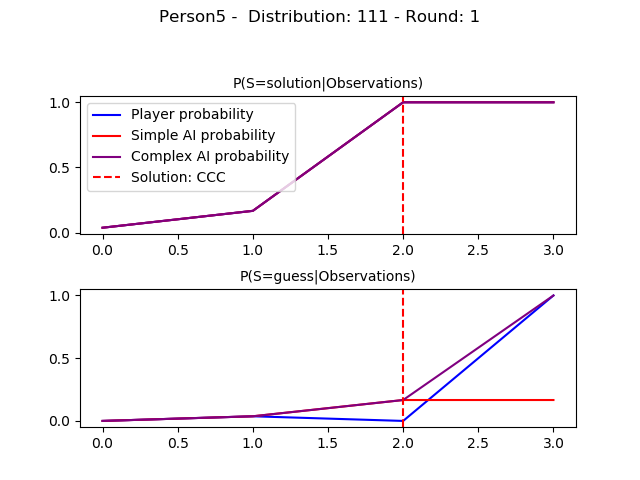 Person5 -  Distribution: 111 - Round: 1
P(S=solution|Observations)
1.0
0.5
0.0
Player probability
Simple AI probability
Complex AI probability
Solution: CCC
0.0 0.5 1.0 1.5 2.0 2.5 3.0
P(S=guess|Observations)
1.0
0.5
0.0
0.0 0.5 1.0 1.5 2.0 2.5 3.0